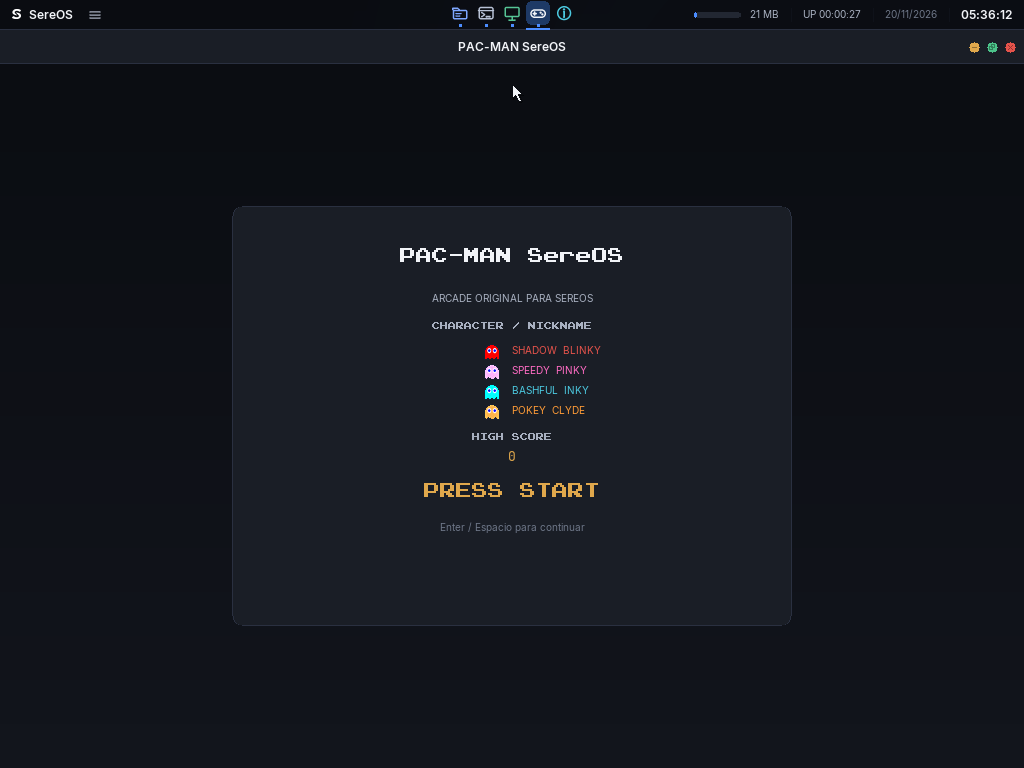 SereOS
21 MB
UP 00:00:27
20/11/2026
05:36:12
PAC-MAN SereOS
PAC-MAN SereOS
ARCADE ORIGINAL PARA SEREOS
CHARACTER / NICKNAME
SHADOW BLINKY
SPEEDY PINKY
BASHFUL INKY
POKEY CLYDE
HIGH SCORE
0
PRESS START
Enter / Espacio para continuar